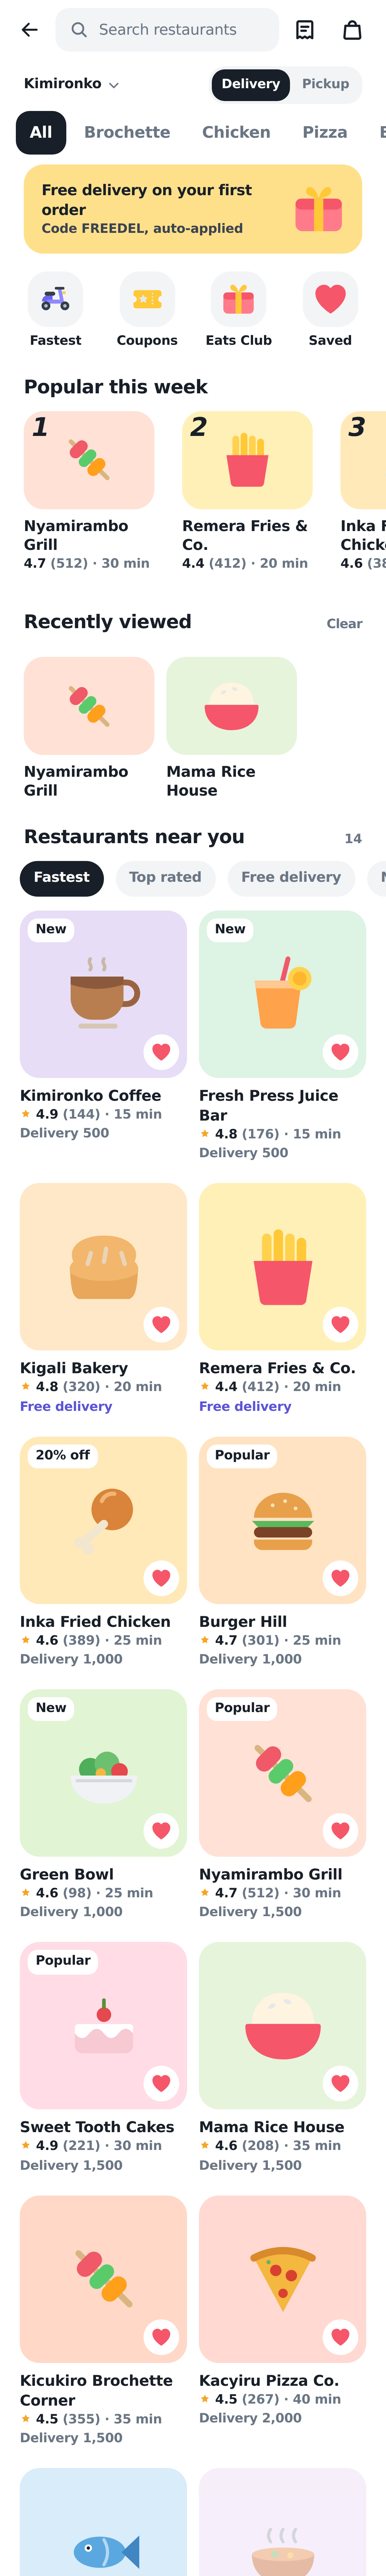 Search restaurants
Kimironko
Delivery
Pickup
All
Brochette
Chicken
Pizza
Free delivery on your first
order
Code FREEDEL, auto-applied
Fastest
Coupons
Eats Club
Saved
Popular this week
1
2
3
Nyamirambo
Grill
4.7 (512) · 30 min
Remera Fries &
Co.
4.4 (412) · 20 min
Inka
4.6
Recently viewed
Clear
Nyamirambo
Grill
Mama Rice
House
Restaurants near you
14
Fastest
Top rated
Free delivery
New
Kimironko Coffee
4.9 (144) · 15 min
Delivery 500
New
Fresh Press Juice
Bar
4.8 (176) · 15 min
Delivery 500
Kigali Bakery
4.8 (320) · 20 min
Free delivery
Remera Fries & Co.
4.4 (412) · 20 min
Free delivery
20% off
Inka Fried Chicken
4.6 (389) · 25 min
Delivery 1,000
Popular
Burger Hill
4.7 (301) · 25 min
Delivery 1,000
New
Green Bowl
4.6 (98) · 25 min
Delivery 1,000
Popular
Nyamirambo Grill
4.7 (512) · 30 min
Delivery 1,500
Popular
Sweet Tooth Cakes
4.9 (221) · 30 min
Delivery 1,500
Mama Rice House
4.6 (208) · 35 min
Delivery 1,500
Kicukiro Brochette
Corner
4.5 (355) · 35 min
Delivery 1,500
Kacyiru Pizza Co.
4.5 (267) · 40 min
Delivery 2,000